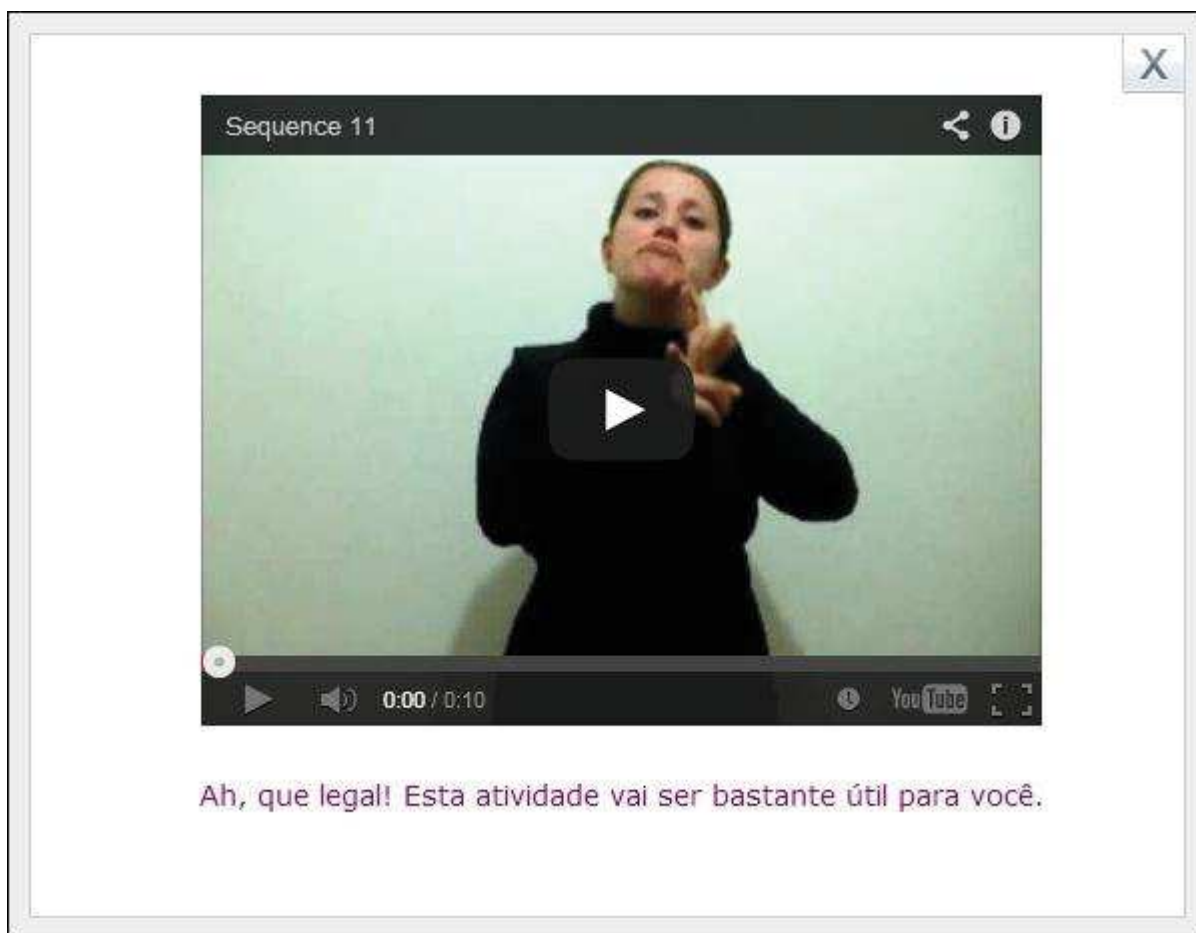 X
Sequence 11
0:00 / 0:10
YouTube
Ah, que legal! Esta atividade vai ser bastante útil para você.